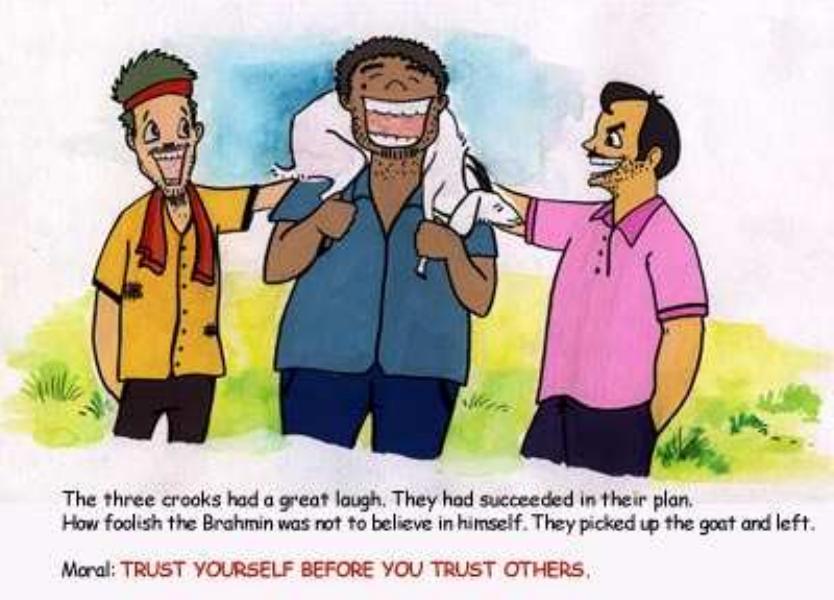 The three crooks had a great laugh. They had succeeded in their plan.
How foolish the Brahmin was not to believe in himself. They picked up the goat and left.
Moral: TRUST YOURSELF BEFORE YOU TRUST OTHERS.